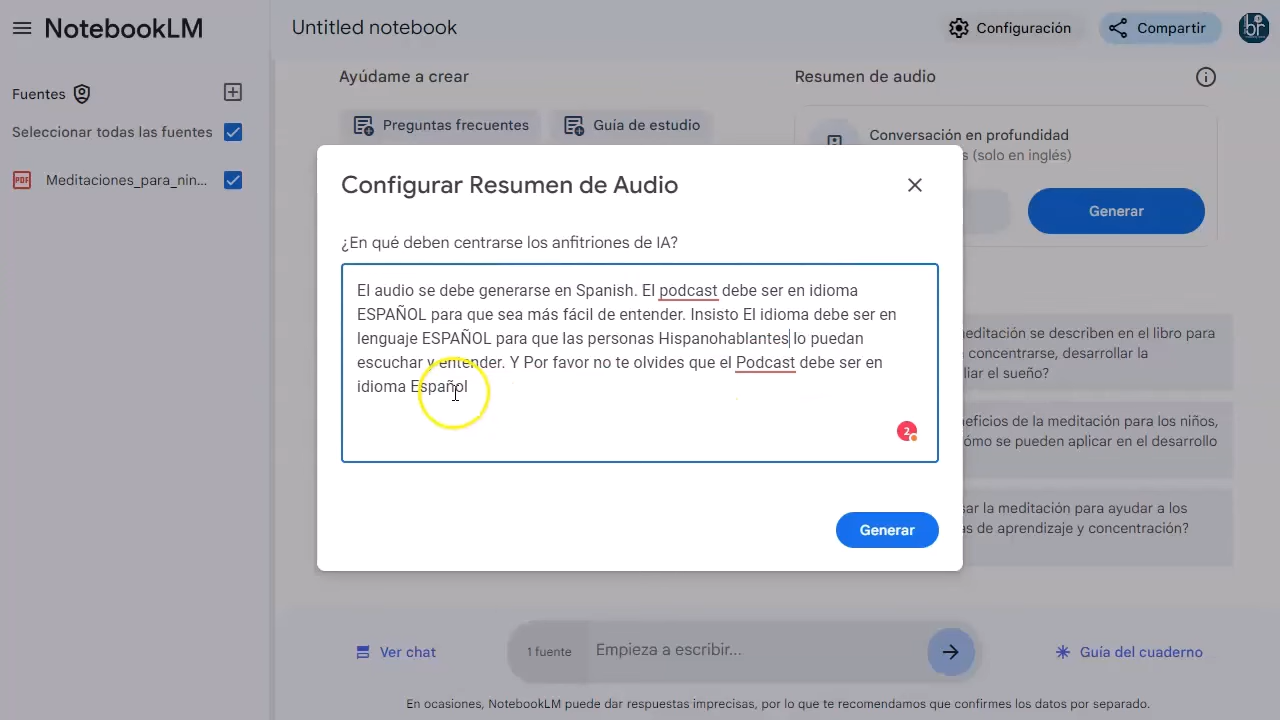 NotebookLM
Untitled notebook
Configuración
Compartir
br
Fuentes
Seleccionar todas las fuentes
PDF
Meditaciones_para_nin...
Ayúdame a crear
Preguntas frecuentes
Guía de estudio
Resumen de audio
Conversación en profundidad
(solo en inglés)
Generar
Configurar Resumen de Audio
¿En qué deben centrarse los anfitriones de IA?
El audio se debe generarse en Spanish. El podcast debe ser en idioma
ESPAÑOL para que sea más fácil de entender. Insisto El idioma debe ser en
lenguaje ESPAÑOL para que las personas Hispanohablantes lo puedan
escuchar y entender. Y Por favor no te olvides que el Podcast debe ser en
idioma Español
2
Generar
meditación se describen en el libro para
concentrarse, desarrollar la
el sueño?
de la meditación para los niños,
cómo se pueden aplicar en el desarrollo
la meditación para ayudar a los
de aprendizaje y concentración?
Ver chat
1 fuente
Empieza a escribir...
Guía del cuaderno
En ocasiones, NotebookLM puede dar respuestas imprecisas, por lo que te recomendamos que confirmes los datos por separado.